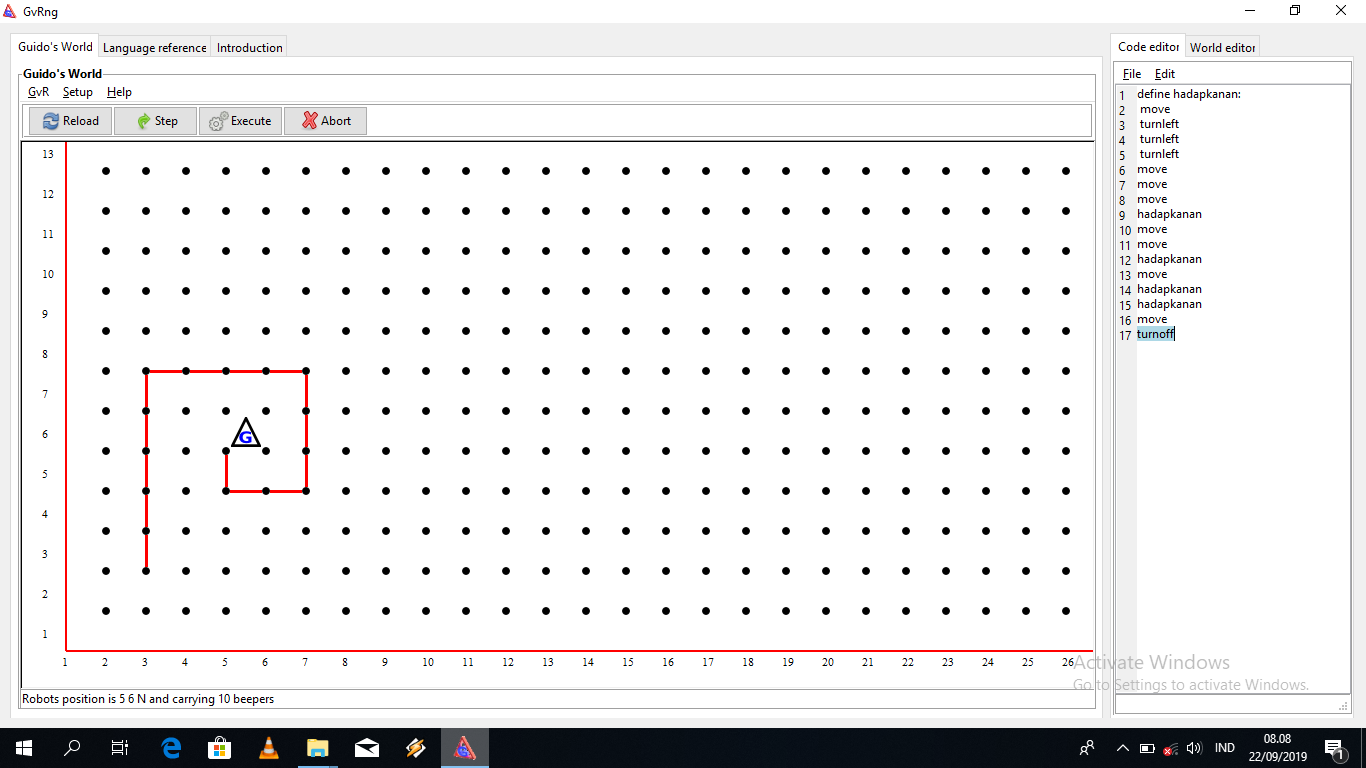 GvRng
Guido's World Language reference Introduction
Guido's World
GvR Setup Help
Reload Step Execute Abort
13
12
11
10
9
8
7
6
5
4
3
2
1
G
1 2 3 4 5 6 7 8 9 10 11 12 13 14 15 16 17 18 19 20 21 22 23 24 25 26
Robots position is 5 6 N and carrying 10 beepers
Code editor World editor
File Edit
1 define hadapkanan:
2 move
3 turnleft
4 turnleft
5 turnleft
6 move
7 move
8 move
9 hadapkanan
10 move
11 move
12 hadapkanan
13 move
14 hadapkanan
15 hadapkanan
16 move
17 turnoff
Activate Windows
Go to Settings to activate Windows.
IND
08.08
22/09/2019
1